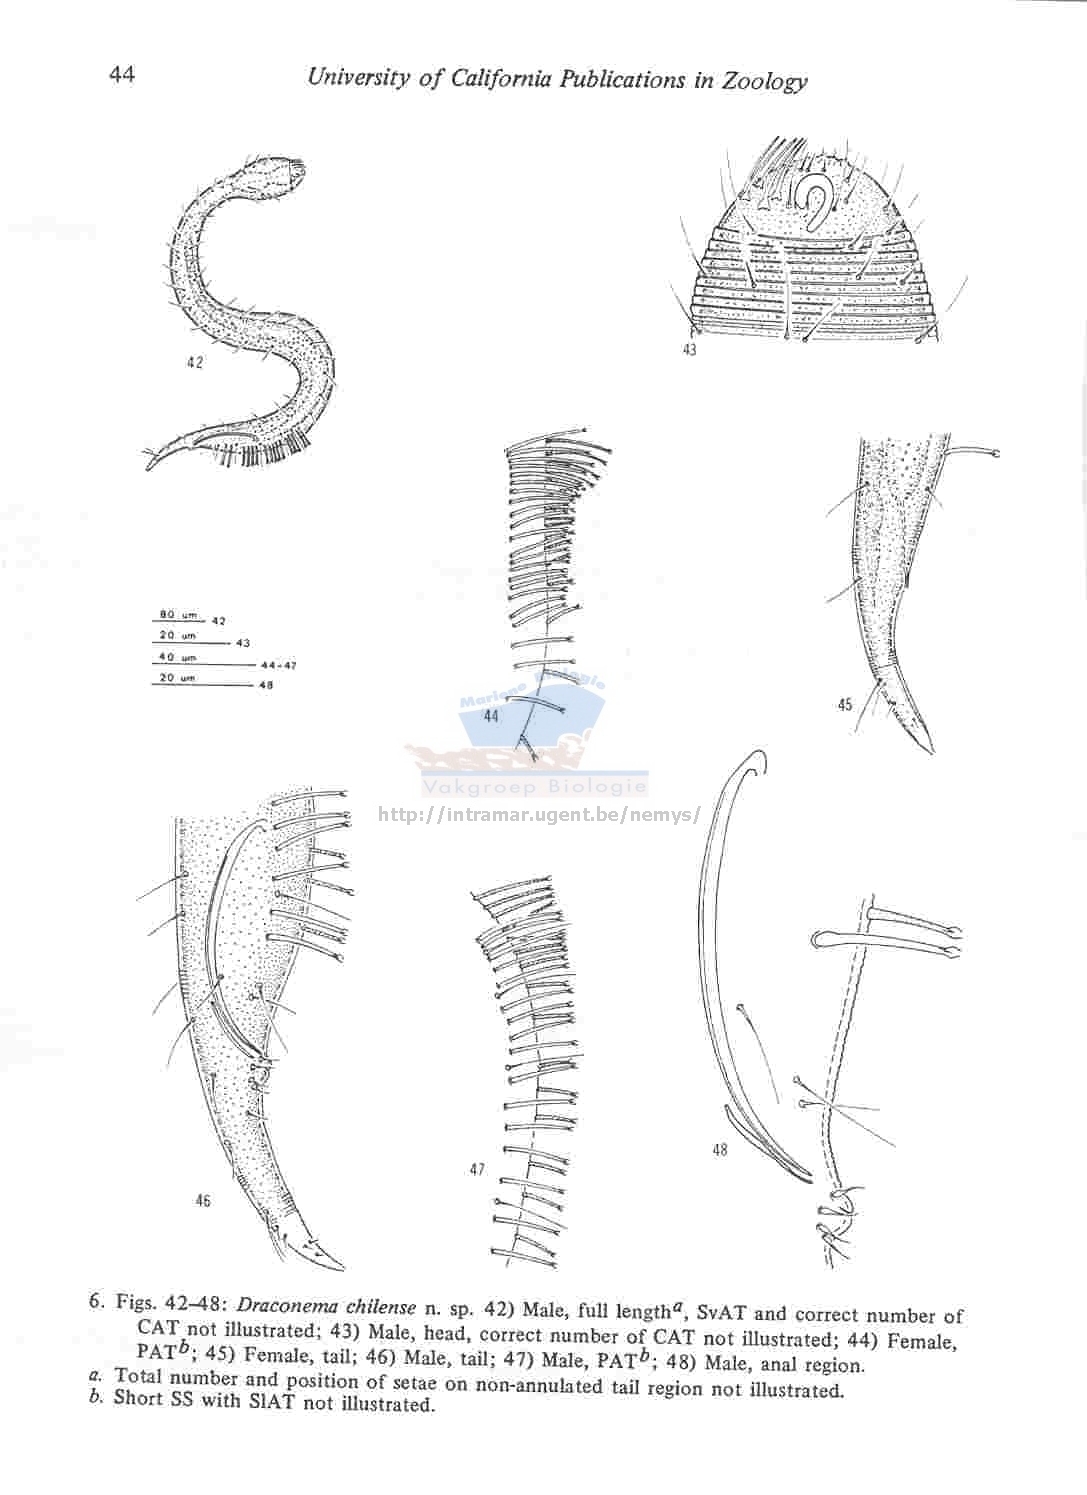 44
University of California Publications in Zoology
42
43
80 um 42
20 um 43
40 um 44-47
20 um 48
44
45
Mariene Biologie
Vakgroep Biologie
http://intramar.ugent.be/nemys/
46
47
48
6. Figs. 42–48: Draconema chilense n. sp. 42) Male, full lengthᵃ, SvAT and correct number of
CAT not illustrated; 43) Male, head, correct number of CAT not illustrated; 44) Female,
PATᵇ; 45) Female, tail; 46) Male, tail; 47) Male, PATᵇ; 48) Male, anal region.
a. Total number and position of setae on non-annulated tail region not illustrated.
b. Short SS with SlAT not illustrated.